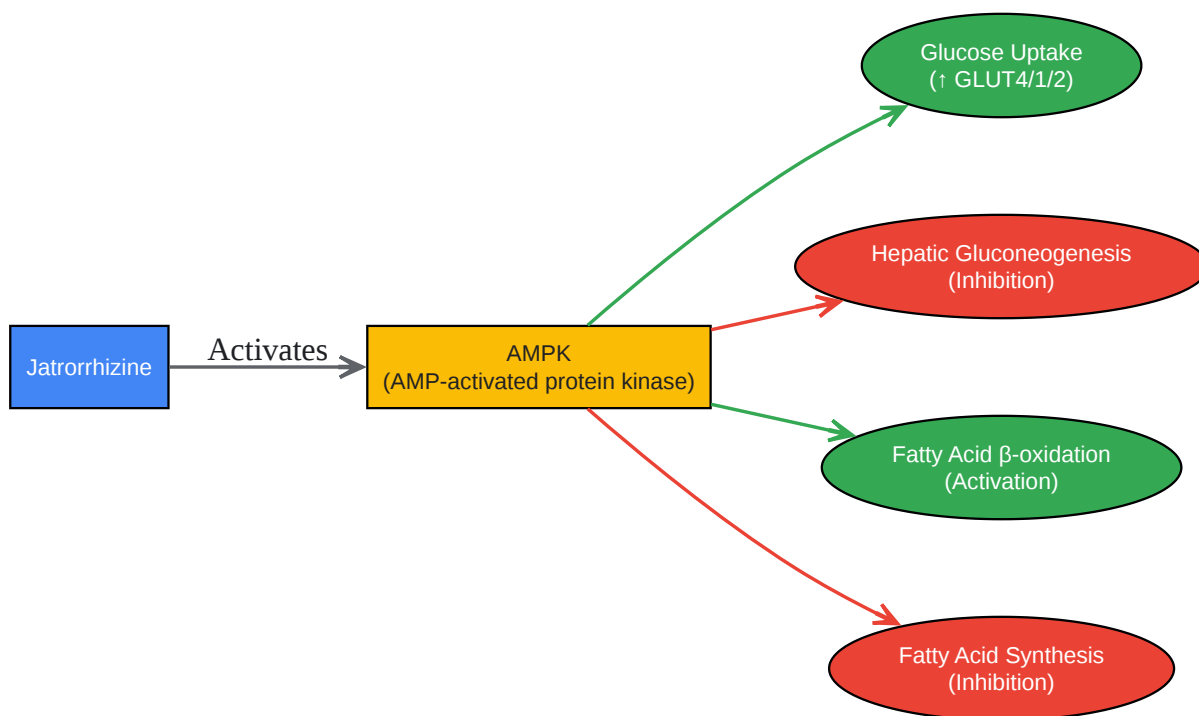 Jatrorrhizine
Activates
AMPK
(AMP-activated protein kinase)
Glucose Uptake
(↑ GLUT4/1/2)
Hepatic Gluconeogenesis
(Inhibition)
Fatty Acid β-oxidation
(Activation)
Fatty Acid Synthesis
(Inhibition)